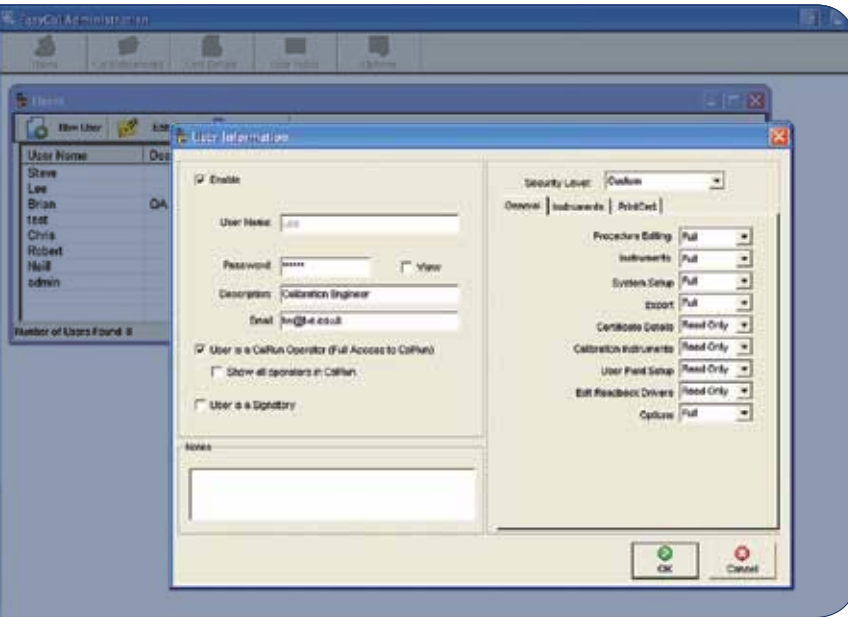 EasyCal Administration
Users
Options
Users
New User
User Name
Steve
Lee
Brian QA
test
Chris
Robert
Neill
admin
Number of Users Found 8
User Information
Enable
User Name: Lee
Password: ******
View
Description: Calibration Engineer
Email:
User is a CalRun Operator (Full Access to CalRun)
Show all operators in CalRun
User is a Signatory
Notes
Security Level: Custom
General Instruments PrintCert
Procedure Editing Full
Instruments Full
System Setup Full
Export Full
Certificate Details Read Only
Calibration Instruments Read Only
User Field Setup Read Only
Edit Readback Drivers Read Only
Options Full
OK
Cancel